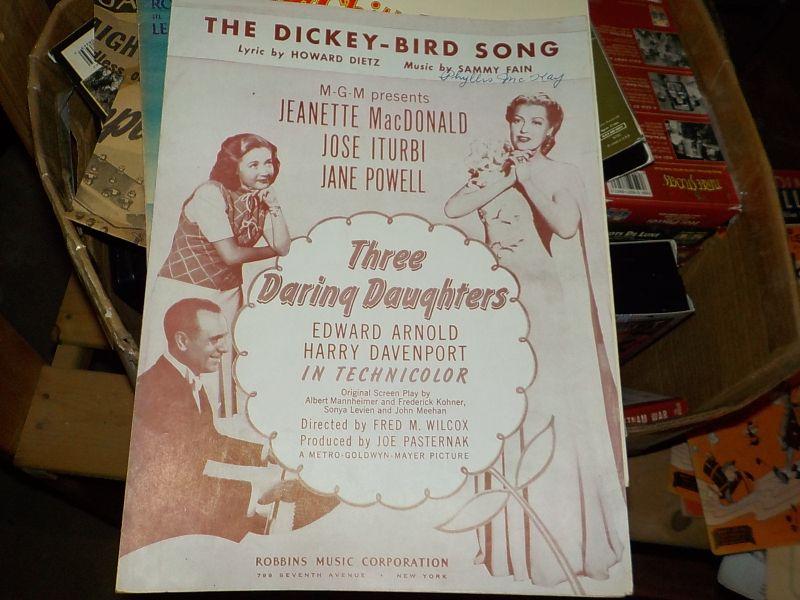 THE DICKEY-BIRD SONG
Lyric by HOWARD DIETZ Music by SAMMY FAIN
Phyllis McKay
M-G-M presents
JEANETTE MacDONALD
JOSE ITURBI
JANE POWELL
Three
Daring Daughters
EDWARD ARNOLD
HARRY DAVENPORT
IN TECHNICOLOR
Original Screen Play by
Albert Mannheimer and Frederick Kohner,
Sonya Levien and John Meehan
Directed by FRED M. WILCOX
Produced by JOE PASTERNAK
A METRO-GOLDWYN-MAYER PICTURE
ROBBINS MUSIC CORPORATION
799 SEVENTH AVENUE • NEW YORK